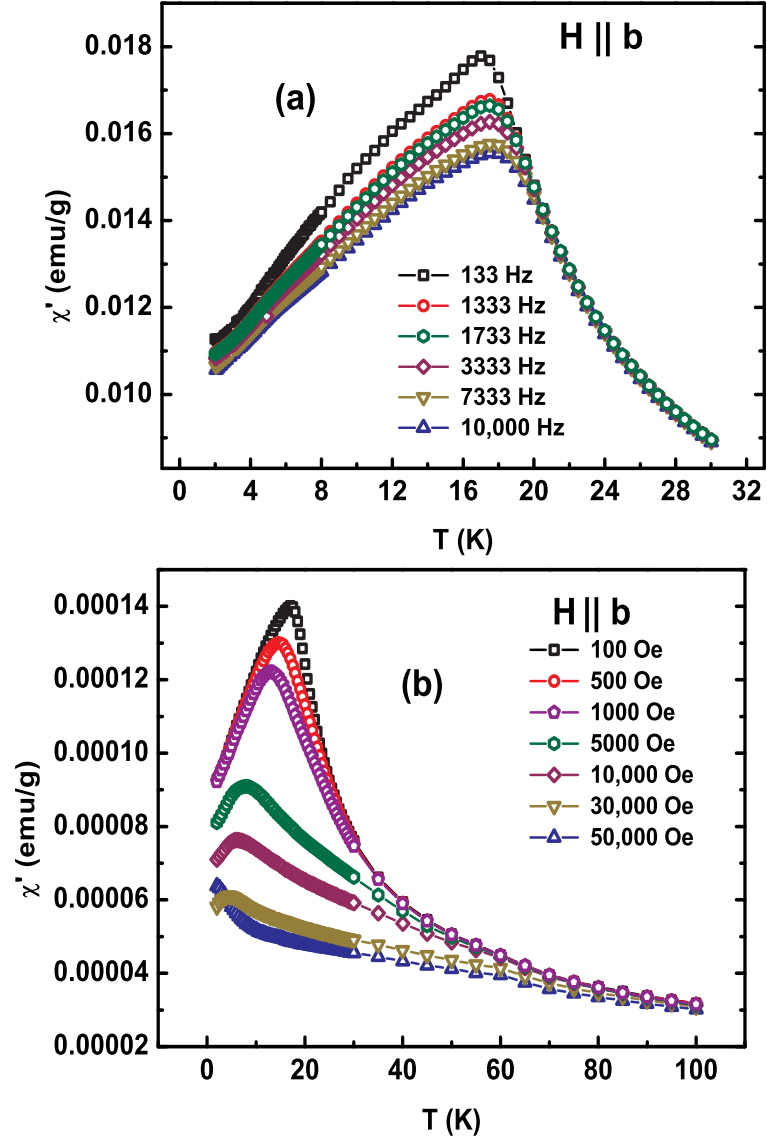 H || b
(a)
0.018
0.016
0.014
0.012
0.010
χ' (emu/g)
133 Hz
1333 Hz
1733 Hz
3333 Hz
7333 Hz
10,000 Hz
0 4 8 12 16 20 24 28 32
T (K)
H || b
(b)
0.00014
0.00012
0.00010
0.00008
0.00006
0.00004
0.00002
χ' (emu/g)
100 Oe
500 Oe
1000 Oe
5000 Oe
10,000 Oe
30,000 Oe
50,000 Oe
0 20 40 60 80 100
T (K)